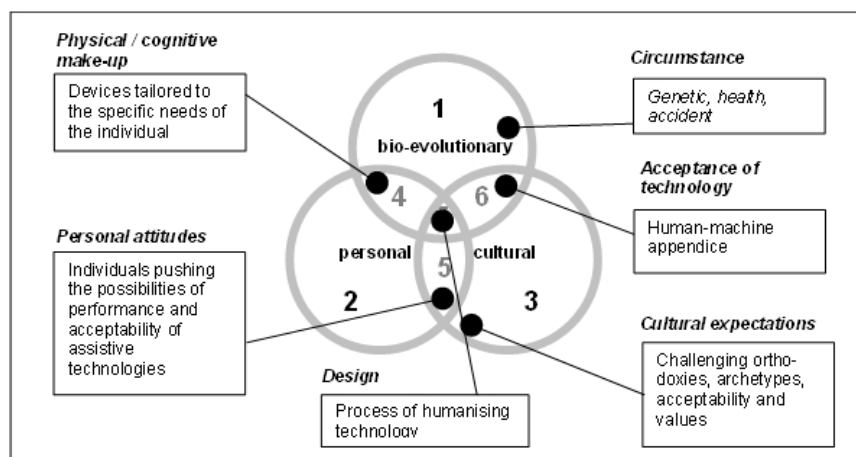 Physical / cognitive
make-up
Devices tailored to
the specific needs of
the individual
Circumstance
Genetic, health,
accident
1
bio-evolutionary
Acceptance of
technology
Human-machine
appendice
4
6
Personal attitudes
Individuals pushing
the possibilities of
performance and
acceptability of
assistive
technologies
personal
cultural
5
2
3
Cultural expectations
Challenging ortho-
doxies, archetypes,
acceptability and
values
Design
Process of humanising
technology